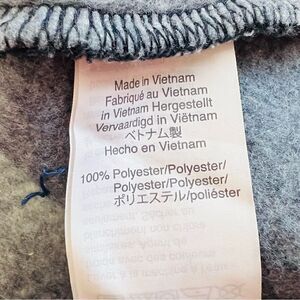 Made in Vietnam
Fabriqué au Vietnam
in Vietnam Hergestellt
Vervaardigd in Viëtnam
ベトナム製
Hecho en Vietnam
100% Polyester/Polyester/
Polyester/Polyester/
ポリエステル/poliéster